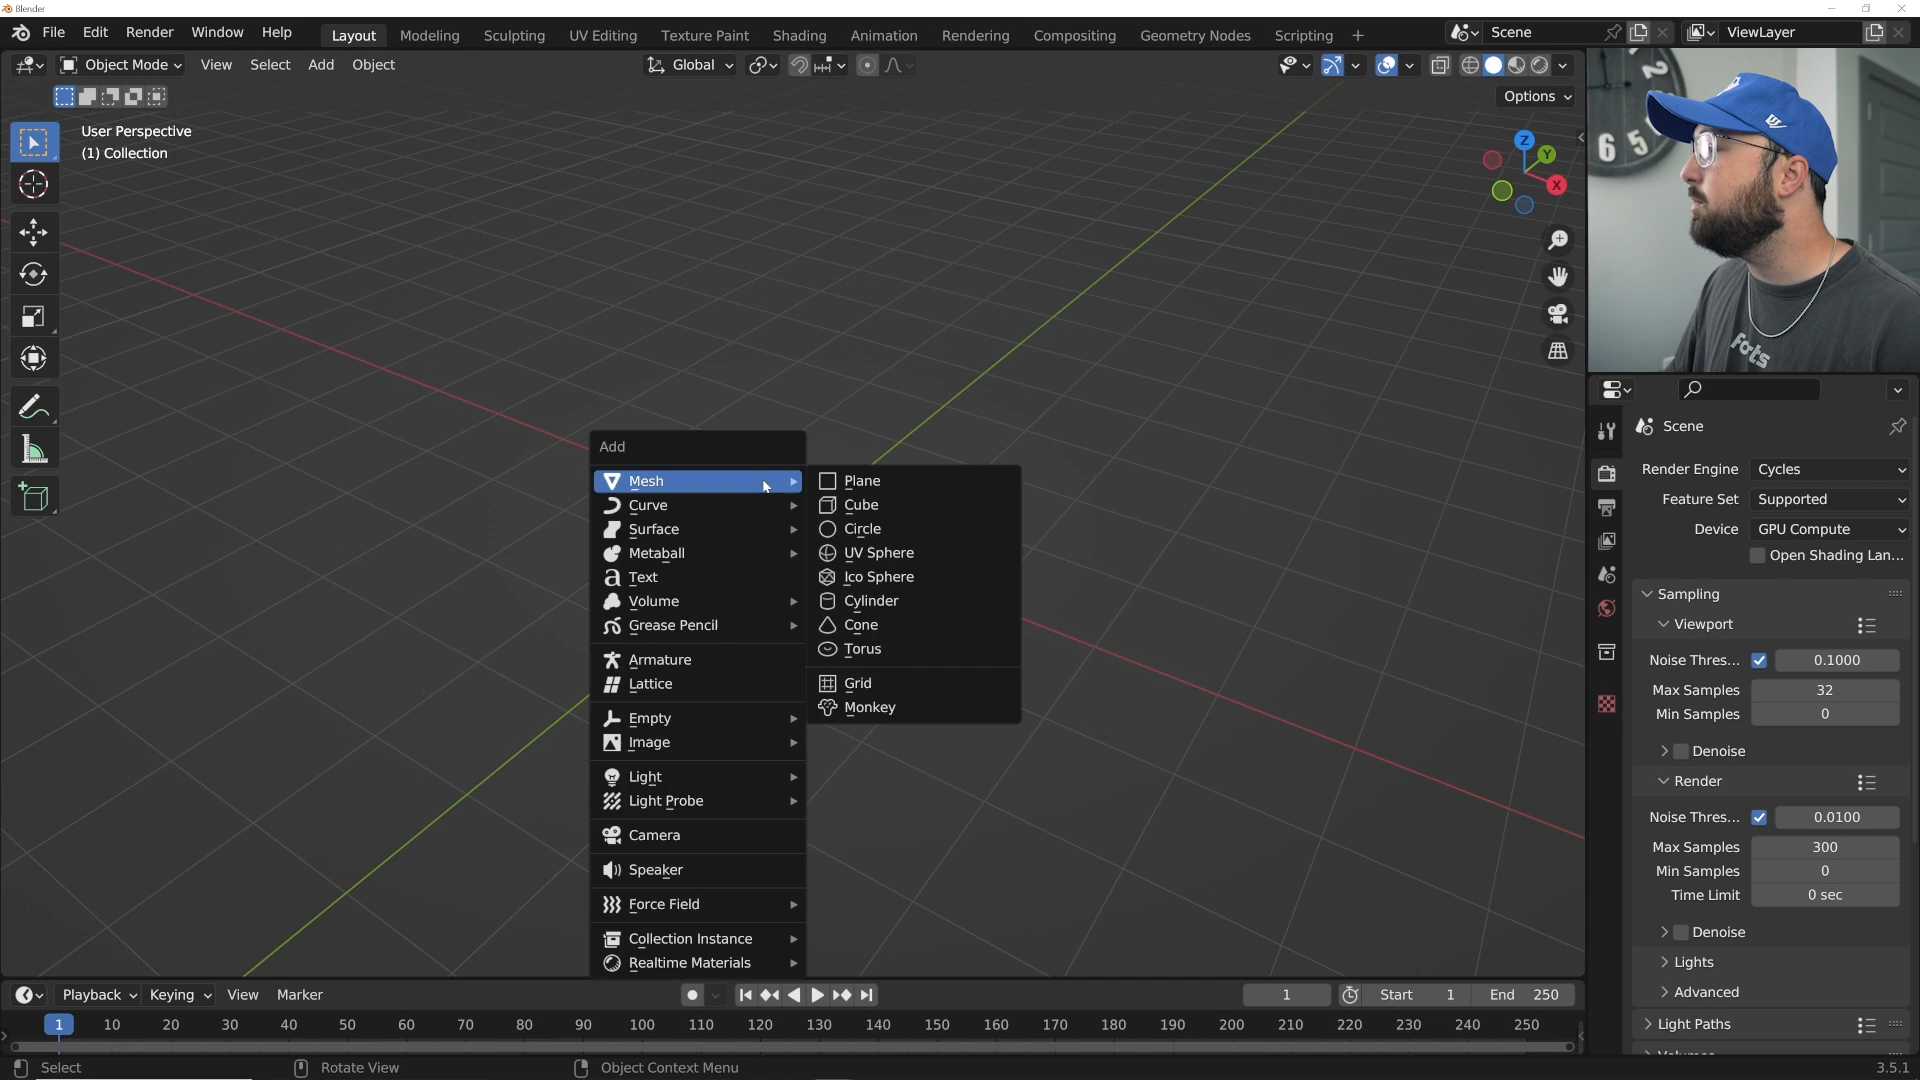 Blender
File Edit Render Window Help Layout Modeling Sculpting UV Editing Texture Paint Shading Animation Rendering Compositing Geometry Nodes Scripting + Scene ViewLayer
Object Mode View Select Add Object Global
Options
User Perspective
(1) Collection
Z
Y
X
2
6 5
fats
Add
Mesh
Curve
Surface
Metaball
Text
Volume
Grease Pencil
Armature
Lattice
Empty
Image
Light
Light Probe
Camera
Speaker
Force Field
Collection Instance
Realtime Materials
Plane
Cube
Circle
UV Sphere
Ico Sphere
Cylinder
Cone
Torus
Grid
Monkey
Scene
Render Engine Cycles
Feature Set Supported
Device GPU Compute
Open Shading Lan...
Sampling
Viewport
Noise Thres... 0.1000
Max Samples 32
Min Samples 0
Denoise
Render
Noise Thres... 0.0100
Max Samples 300
Min Samples 0
Time Limit 0 sec
Denoise
Lights
Advanced
Light Paths
Playback Keying View Marker 1 Start 1 End 250
1 10 20 30 40 50 60 70 80 90 100 110 120 130 140 150 160 170 180 190 200 210 220 230 240 250
Select Rotate View Object Context Menu 3.5.1